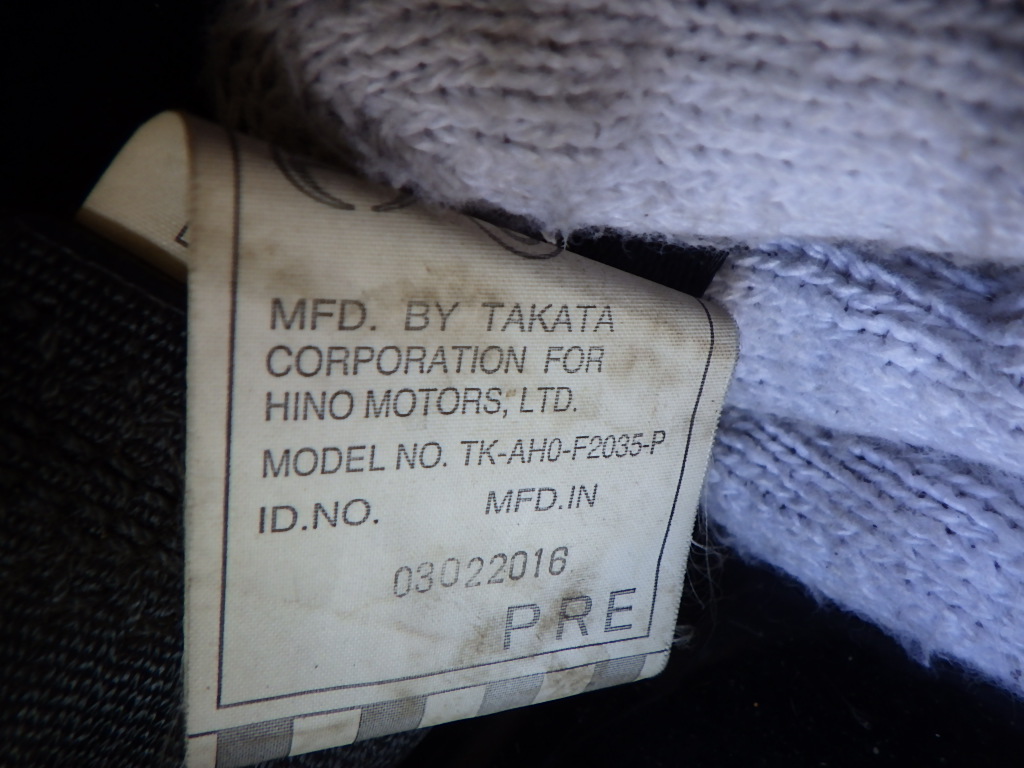 MFD. BY TAKATA
CORPORATION FOR
HINO MOTORS, LTD.
MODEL NO. TK-AH0-F2035-P
ID.NO. MFD.IN
03022016
PRE